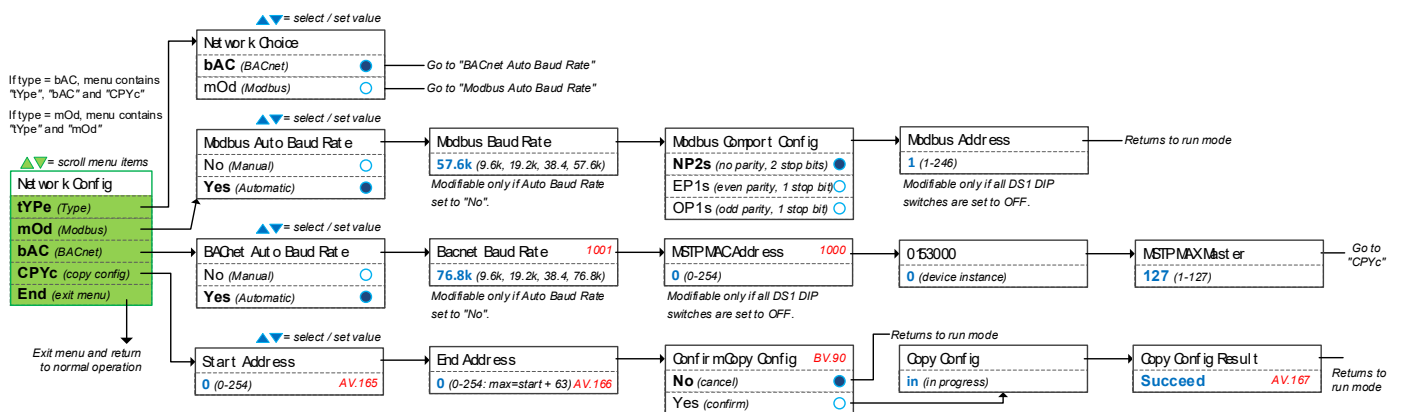 ▲▼= select / set value
Network Choice
bAC (BACnet)
mOd (Modbus)
Go to "BACnet Auto Baud Rate"
Go to "Modbus Auto Baud Rate"
If type = bAC, menu contains
"tYpe", "bAC" and "CPYc"
If type = mOd, menu contains
"tYpe" and "mOd"
▲▼= scroll menu items
Network Config
tYPe (Type)
mOd (Modbus)
bAC (BACnet)
CPYc (copy config)
End (exit menu)
Exit menu and return
to normal operation
▲▼= select / set value
Modbus Auto Baud Rate
No (Manual)
Yes (Automatic)
Modbus Baud Rate
57.6k (9.6k, 19.2k, 38.4, 57.6k)
Modifiable only if Auto Baud Rate
set to "No".
Modbus Comport Config
NP2s (no parity, 2 stop bits)
EP1s (even parity, 1 stop bit)
OP1s (odd parity, 1 stop bit)
Modbus Address
1 (1-246)
Modifiable only if all DS1 DIP
switches are set to OFF.
Returns to run mode
▲▼= select / set value
BACnet Auto Baud Rate
No (Manual)
Yes (Automatic)
Bacnet Baud Rate 1001
76.8k (9.6k, 19.2k, 38.4, 76.8k)
Modifiable only if Auto Baud Rate
set to "No".
MSTP MAC Address 1000
0 (0-254)
Modifiable only if all DS1 DIP
switches are set to OFF.
0153000
0 (device instance)
MSTP MAX Master
127 (1-127)
Go to
"CPYc"
▲▼= select / set value
Start Address
0 (0-254) AV.165
End Address
0 (0-254: max=start + 63) AV.166
Confirm Copy Config BV.90
No (cancel)
Yes (confirm)
Returns to run mode
Copy Config
in (in progress)
Copy Config Result
Succeed AV.167
Returns to
run mode